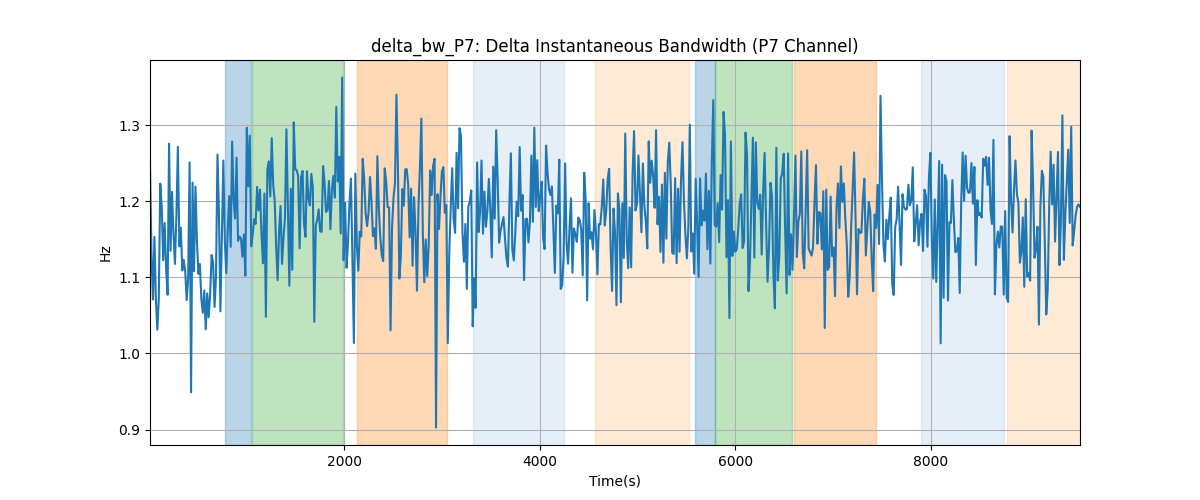 delta_bw_P7: Delta Instantaneous Bandwidth (P7 Channel)
1.3
1.2
1.1
1.0
0.9
Hz
2000 4000 6000 8000
Time(s)